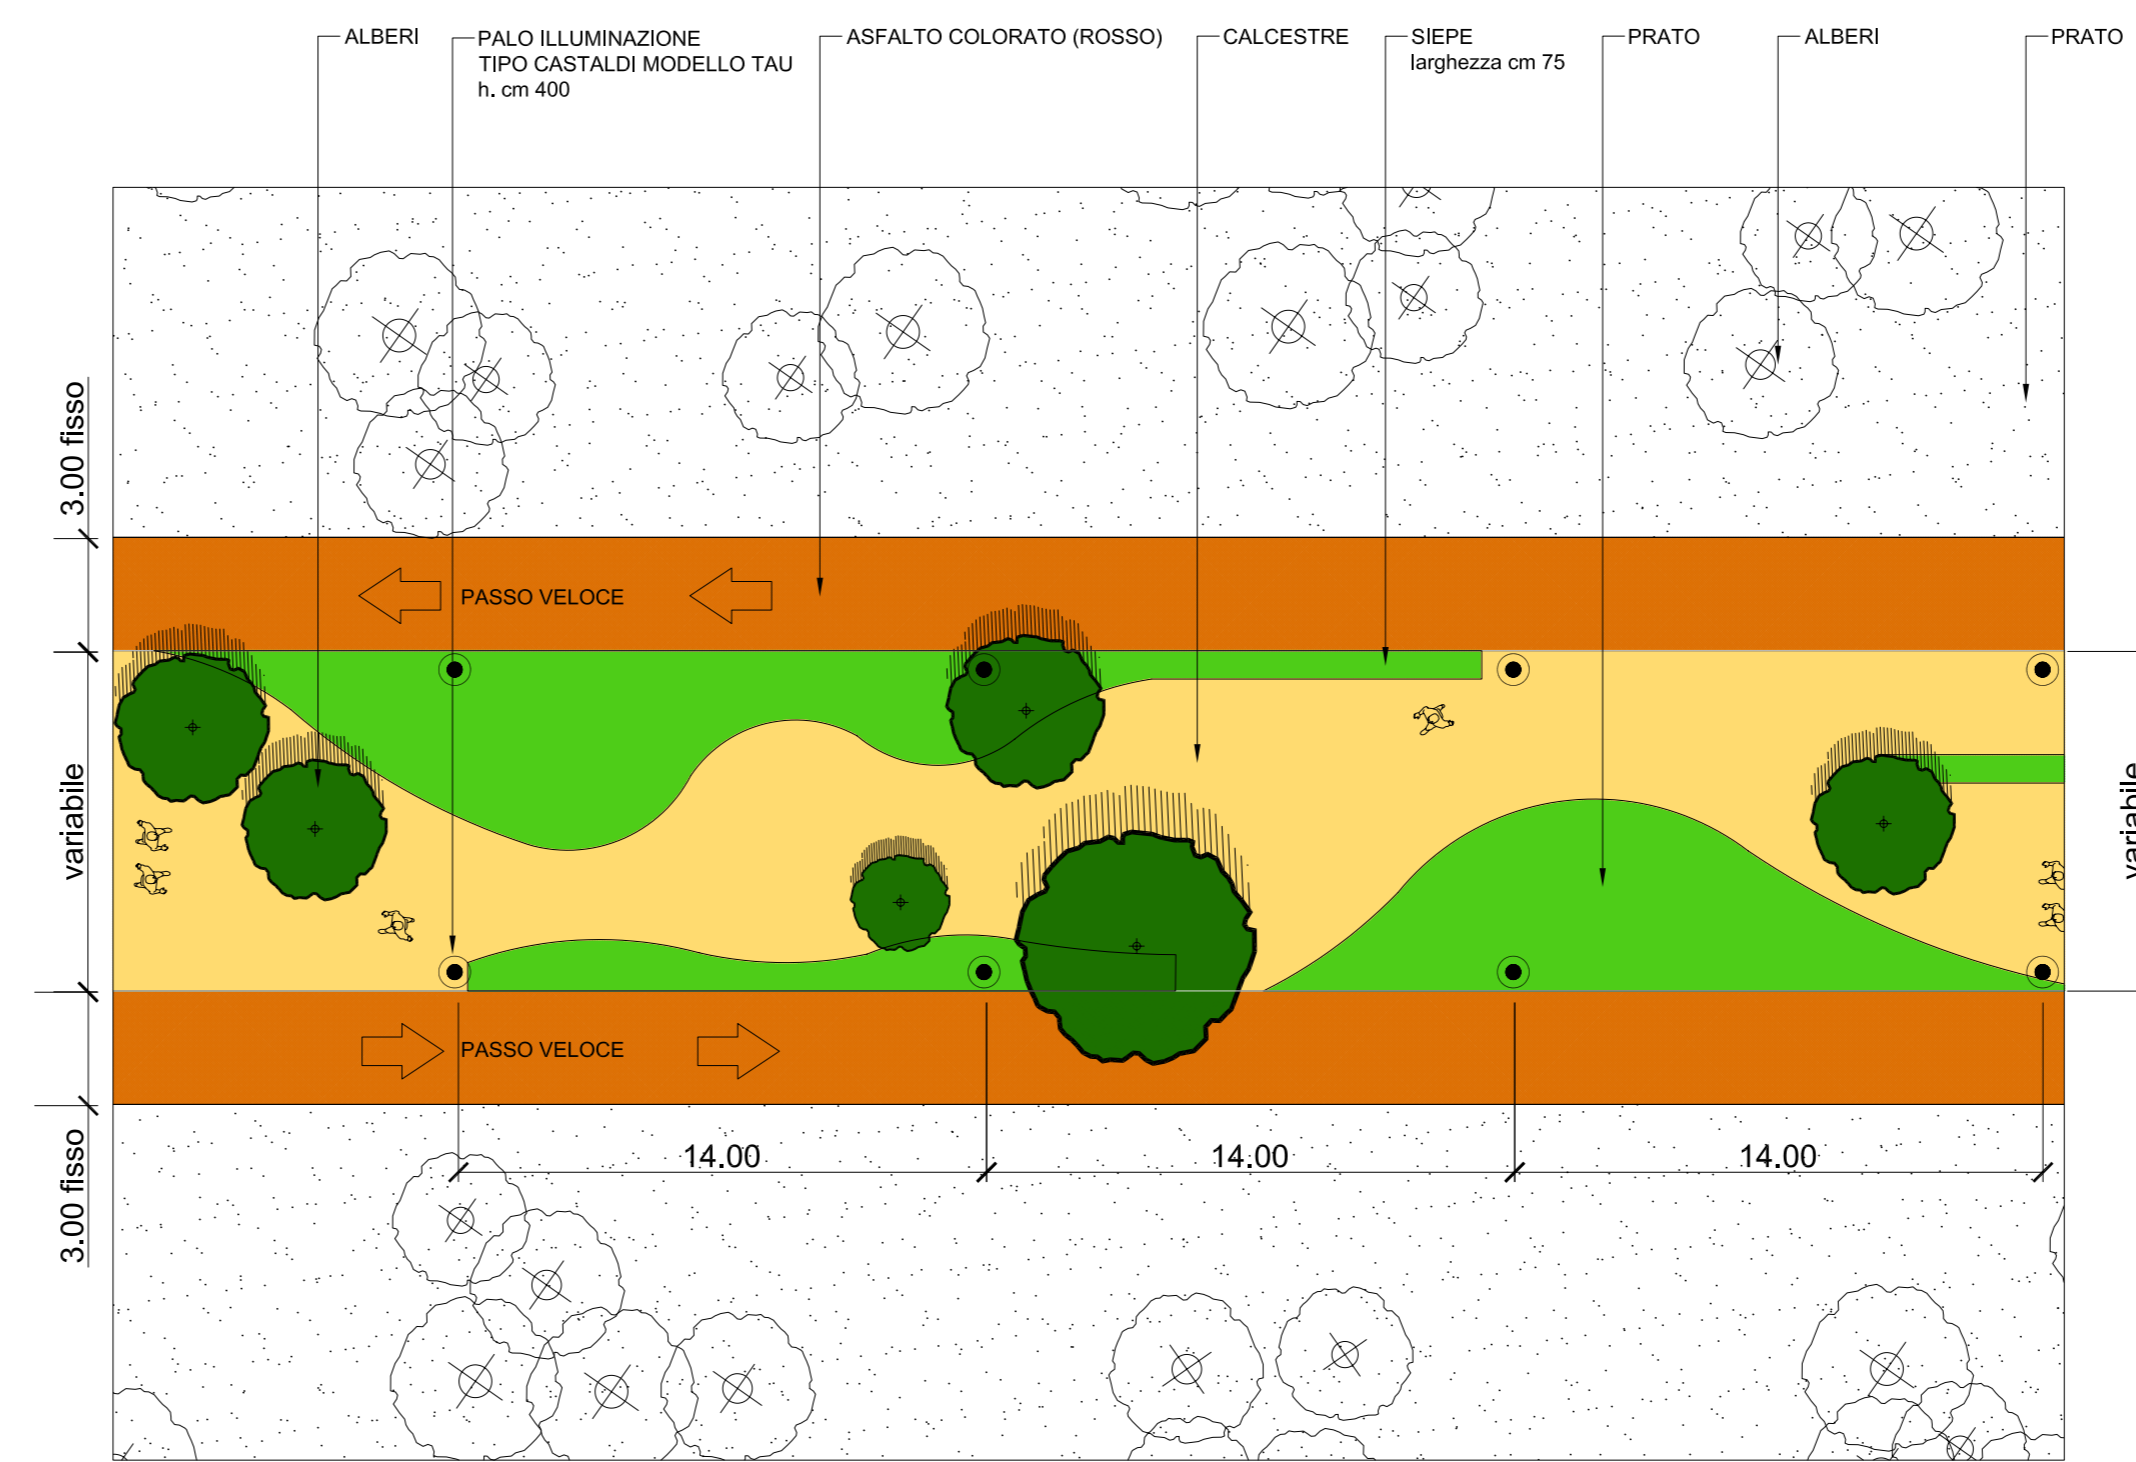 ALBERI
PALO ILLUMINAZIONE
TIPO CASTALDI MODELLO TAU
h. cm 400
ASFALTO COLORATO (ROSSO)
CALCESTRE
SIEPE
larghezza cm 75
PRATO
ALBERI
PRATO
3.00 fisso
PASSO VELOCE
variabile
variabile
PASSO VELOCE
3.00 fisso
14.00
14.00
14.00